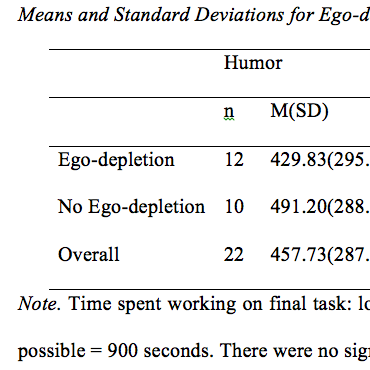 Means and Standard Deviations for Ego-d
Humor
n M(SD)
Ego-depletion 12 429.83(295.
No Ego-depletion 10 491.20(288.
Overall 22 457.73(287.
Note. Time spent working on final task: lo
possible = 900 seconds. There were no sig